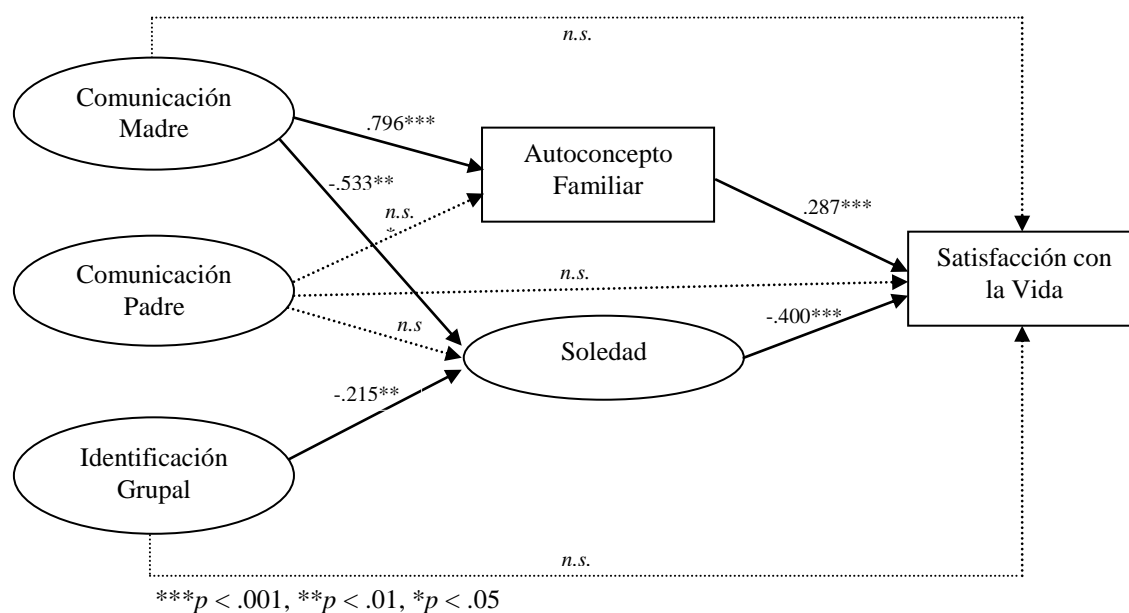 n.s.
Comunicación
Madre
.796***
Autoconcepto
Familiar
-.533**
n.s.
*
.287***
Comunicación
Padre
n.s.
Satisfacción con
la Vida
n.s
Soledad
-.400***
-.215**
Identificación
Grupal
n.s.
***p < .001, **p < .01, *p < .05